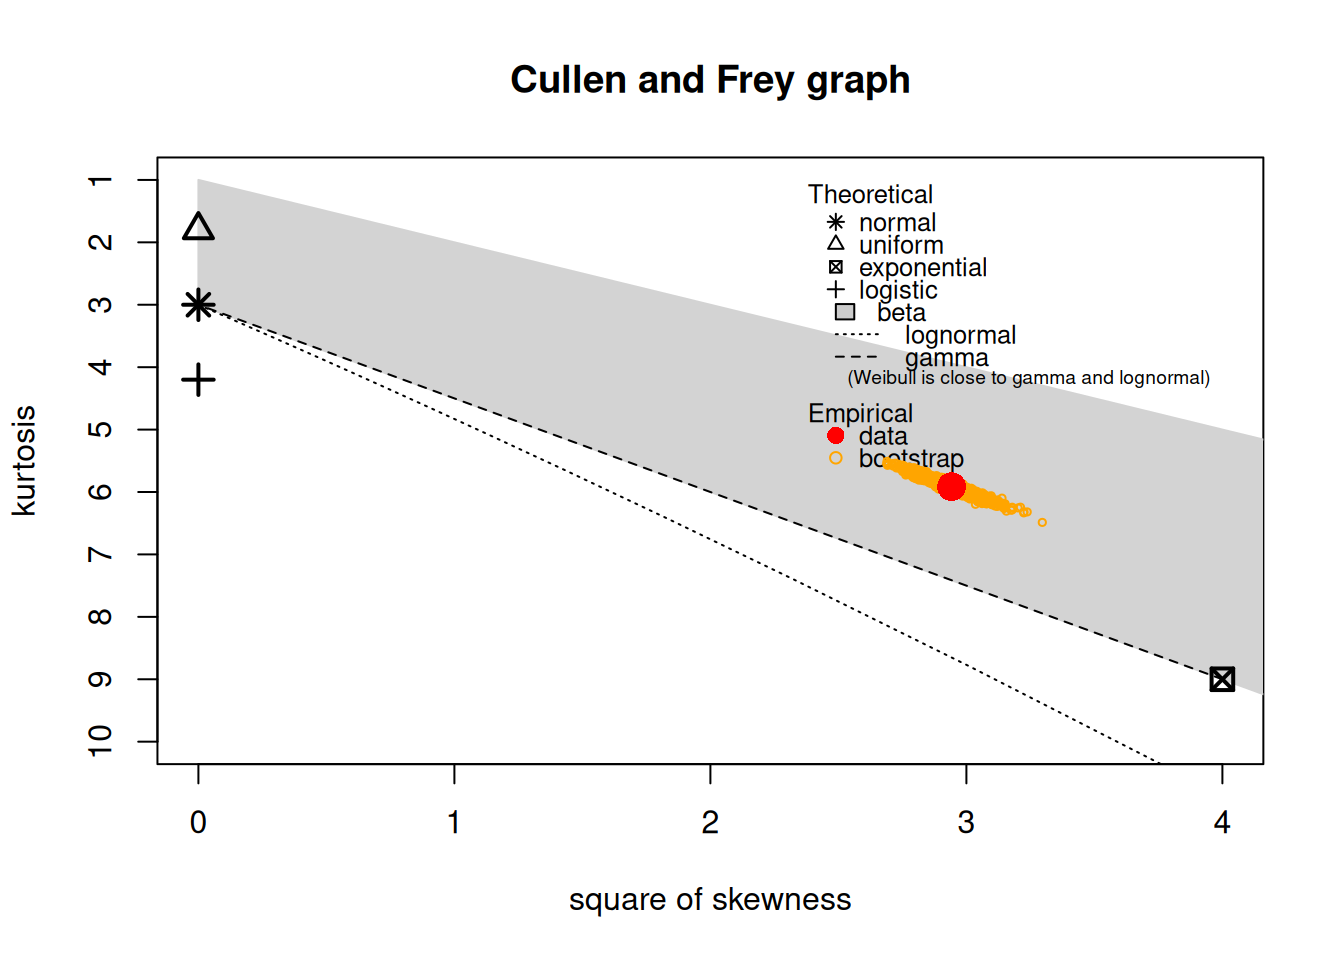 Cullen and Frey graph
Theoretical
normal
uniform
exponential
logistic
beta
lognormal
gamma
(Weibull is close to gamma and lognormal)
Empirical
data
bootstrap
kurtosis
1
2
3
4
5
6
7
8
9
10
0 1 2 3 4
square of skewness